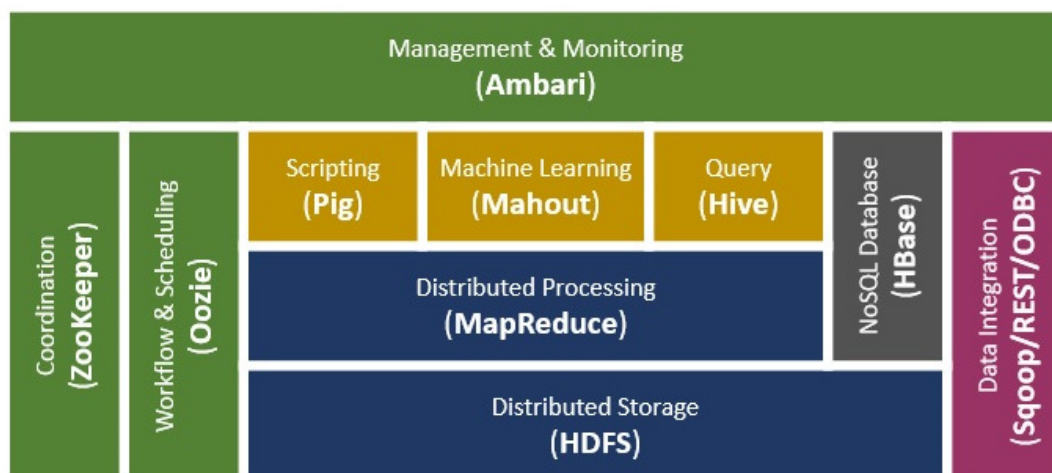 Management & Monitoring
(Ambari)
Coordination
(ZooKeeper)
Workflow & Scheduling
(Oozie)
Scripting
(Pig)
Machine Learning
(Mahout)
Query
(Hive)
Distributed Processing
(MapReduce)
NoSQL Database
(HBase)
Distributed Storage
(HDFS)
Data Integration
(Sqoop/REST/ODBC)